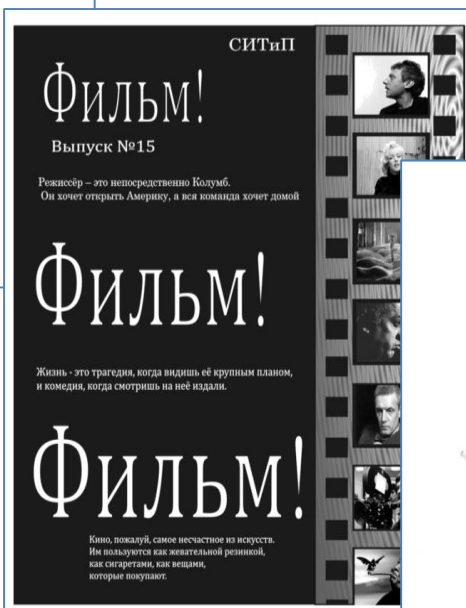 СИТиП
Фильм!
Выпуск №15
Режиссёр – это непосредственно Колумб.
Он хочет открыть Америку, а вся команда хочет домой
Фильм!
Жизнь - это трагедия, когда видишь её крупным планом,
и комедия, когда смотришь на неё издали.
Фильм!
Кино, пожалуй, самое несчастное из искусств.
Им пользуются как жевательной резинкой,
как сигаретами, как вещами,
которые покупают.